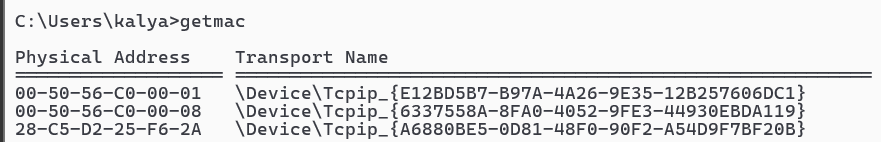 C:\Users\kalya>getmac
Physical Address    Transport Name
=================== ==========================================================
00-50-56-C0-00-01   \Device\Tcpip_{E12BD5B7-B97A-4A26-9E35-12B257606DC1}
00-50-56-C0-00-08   \Device\Tcpip_{6337558A-8FA0-4052-9FE3-44930EBDA119}
28-C5-D2-25-F6-2A   \Device\Tcpip_{A6880BE5-0D81-48F0-90F2-A54D9F7BF20B}